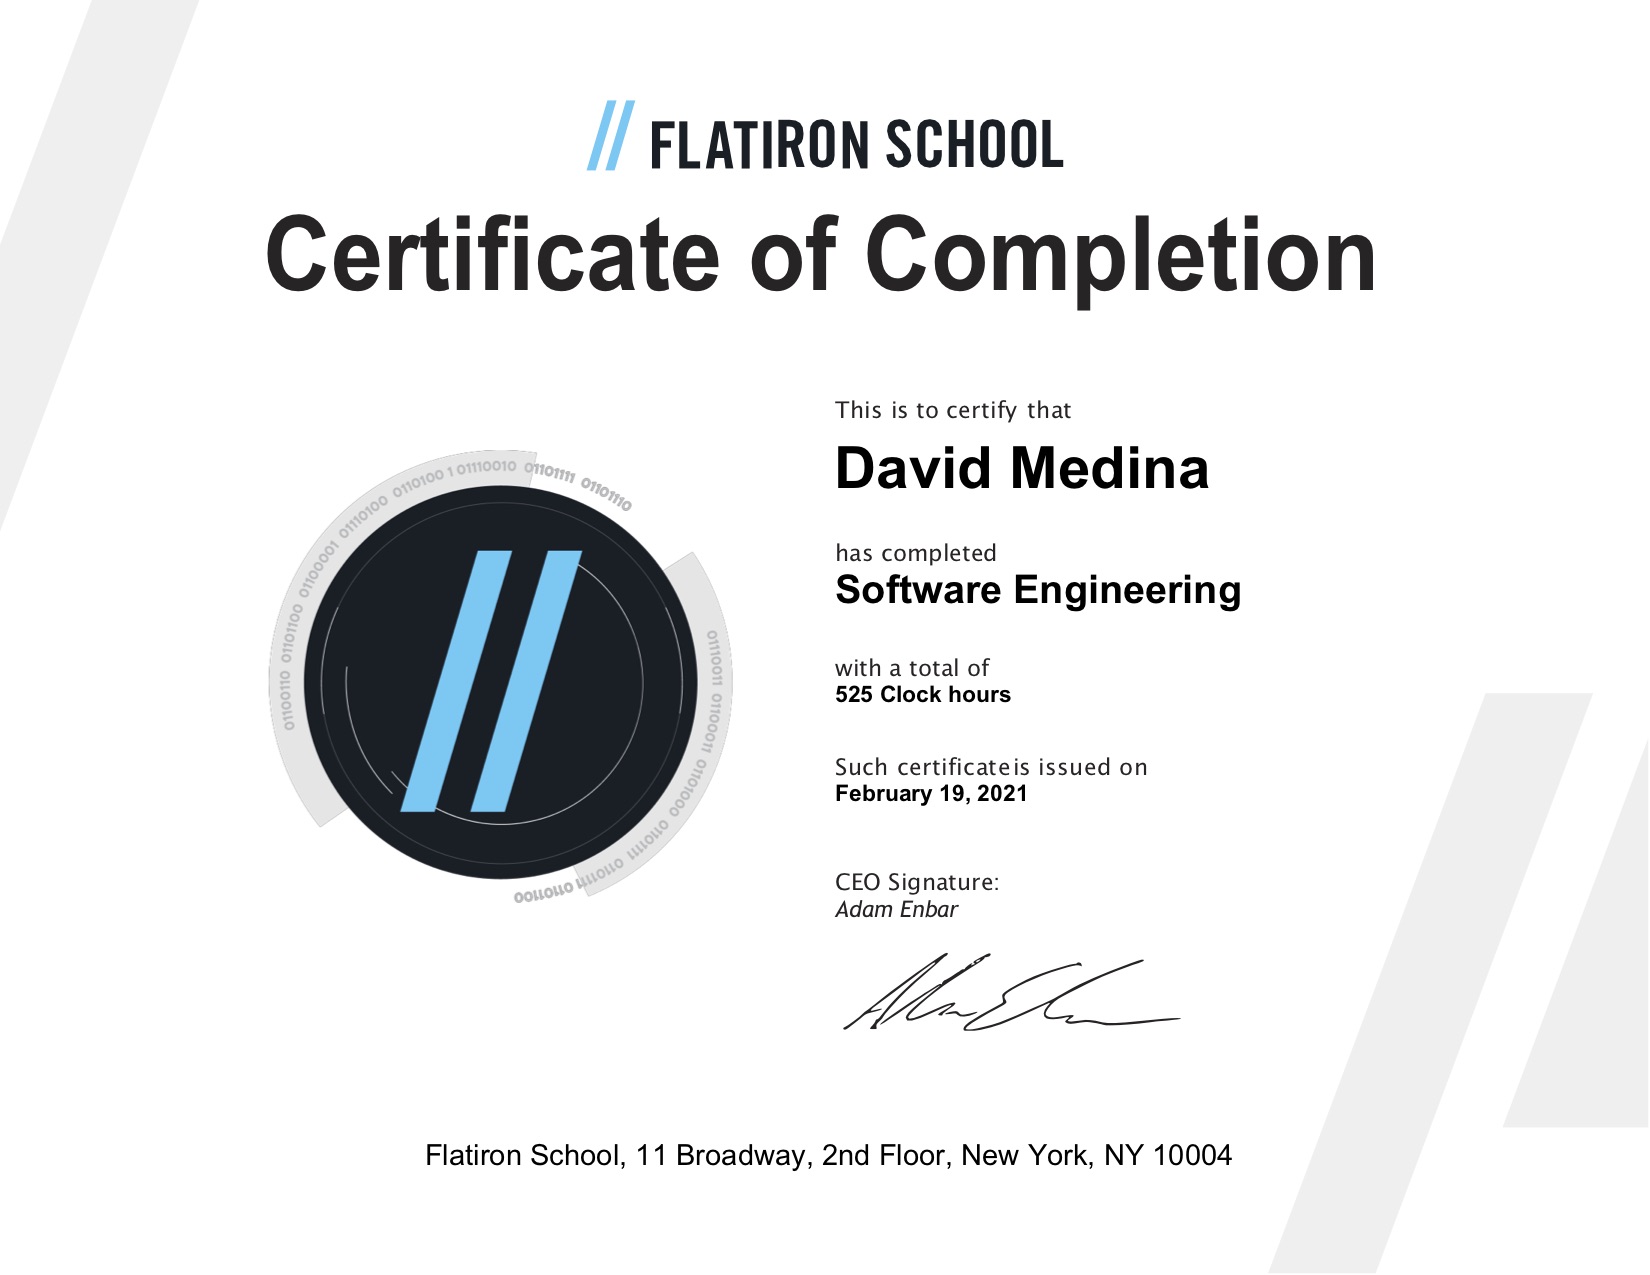 FLATIRON SCHOOL
Certificate of Completion
This is to certify that
David Medina
has completed
Software Engineering
with a total of
525 Clock hours
Such certificate is issued on
February 19, 2021
CEO Signature:
Adam Enbar
01100110 01101100 01100001 01110100 01101001 01110010 01101111 01101110
01110011 01100011 01101000 01101111 01101111 01101100
Flatiron School, 11 Broadway, 2nd Floor, New York, NY 10004